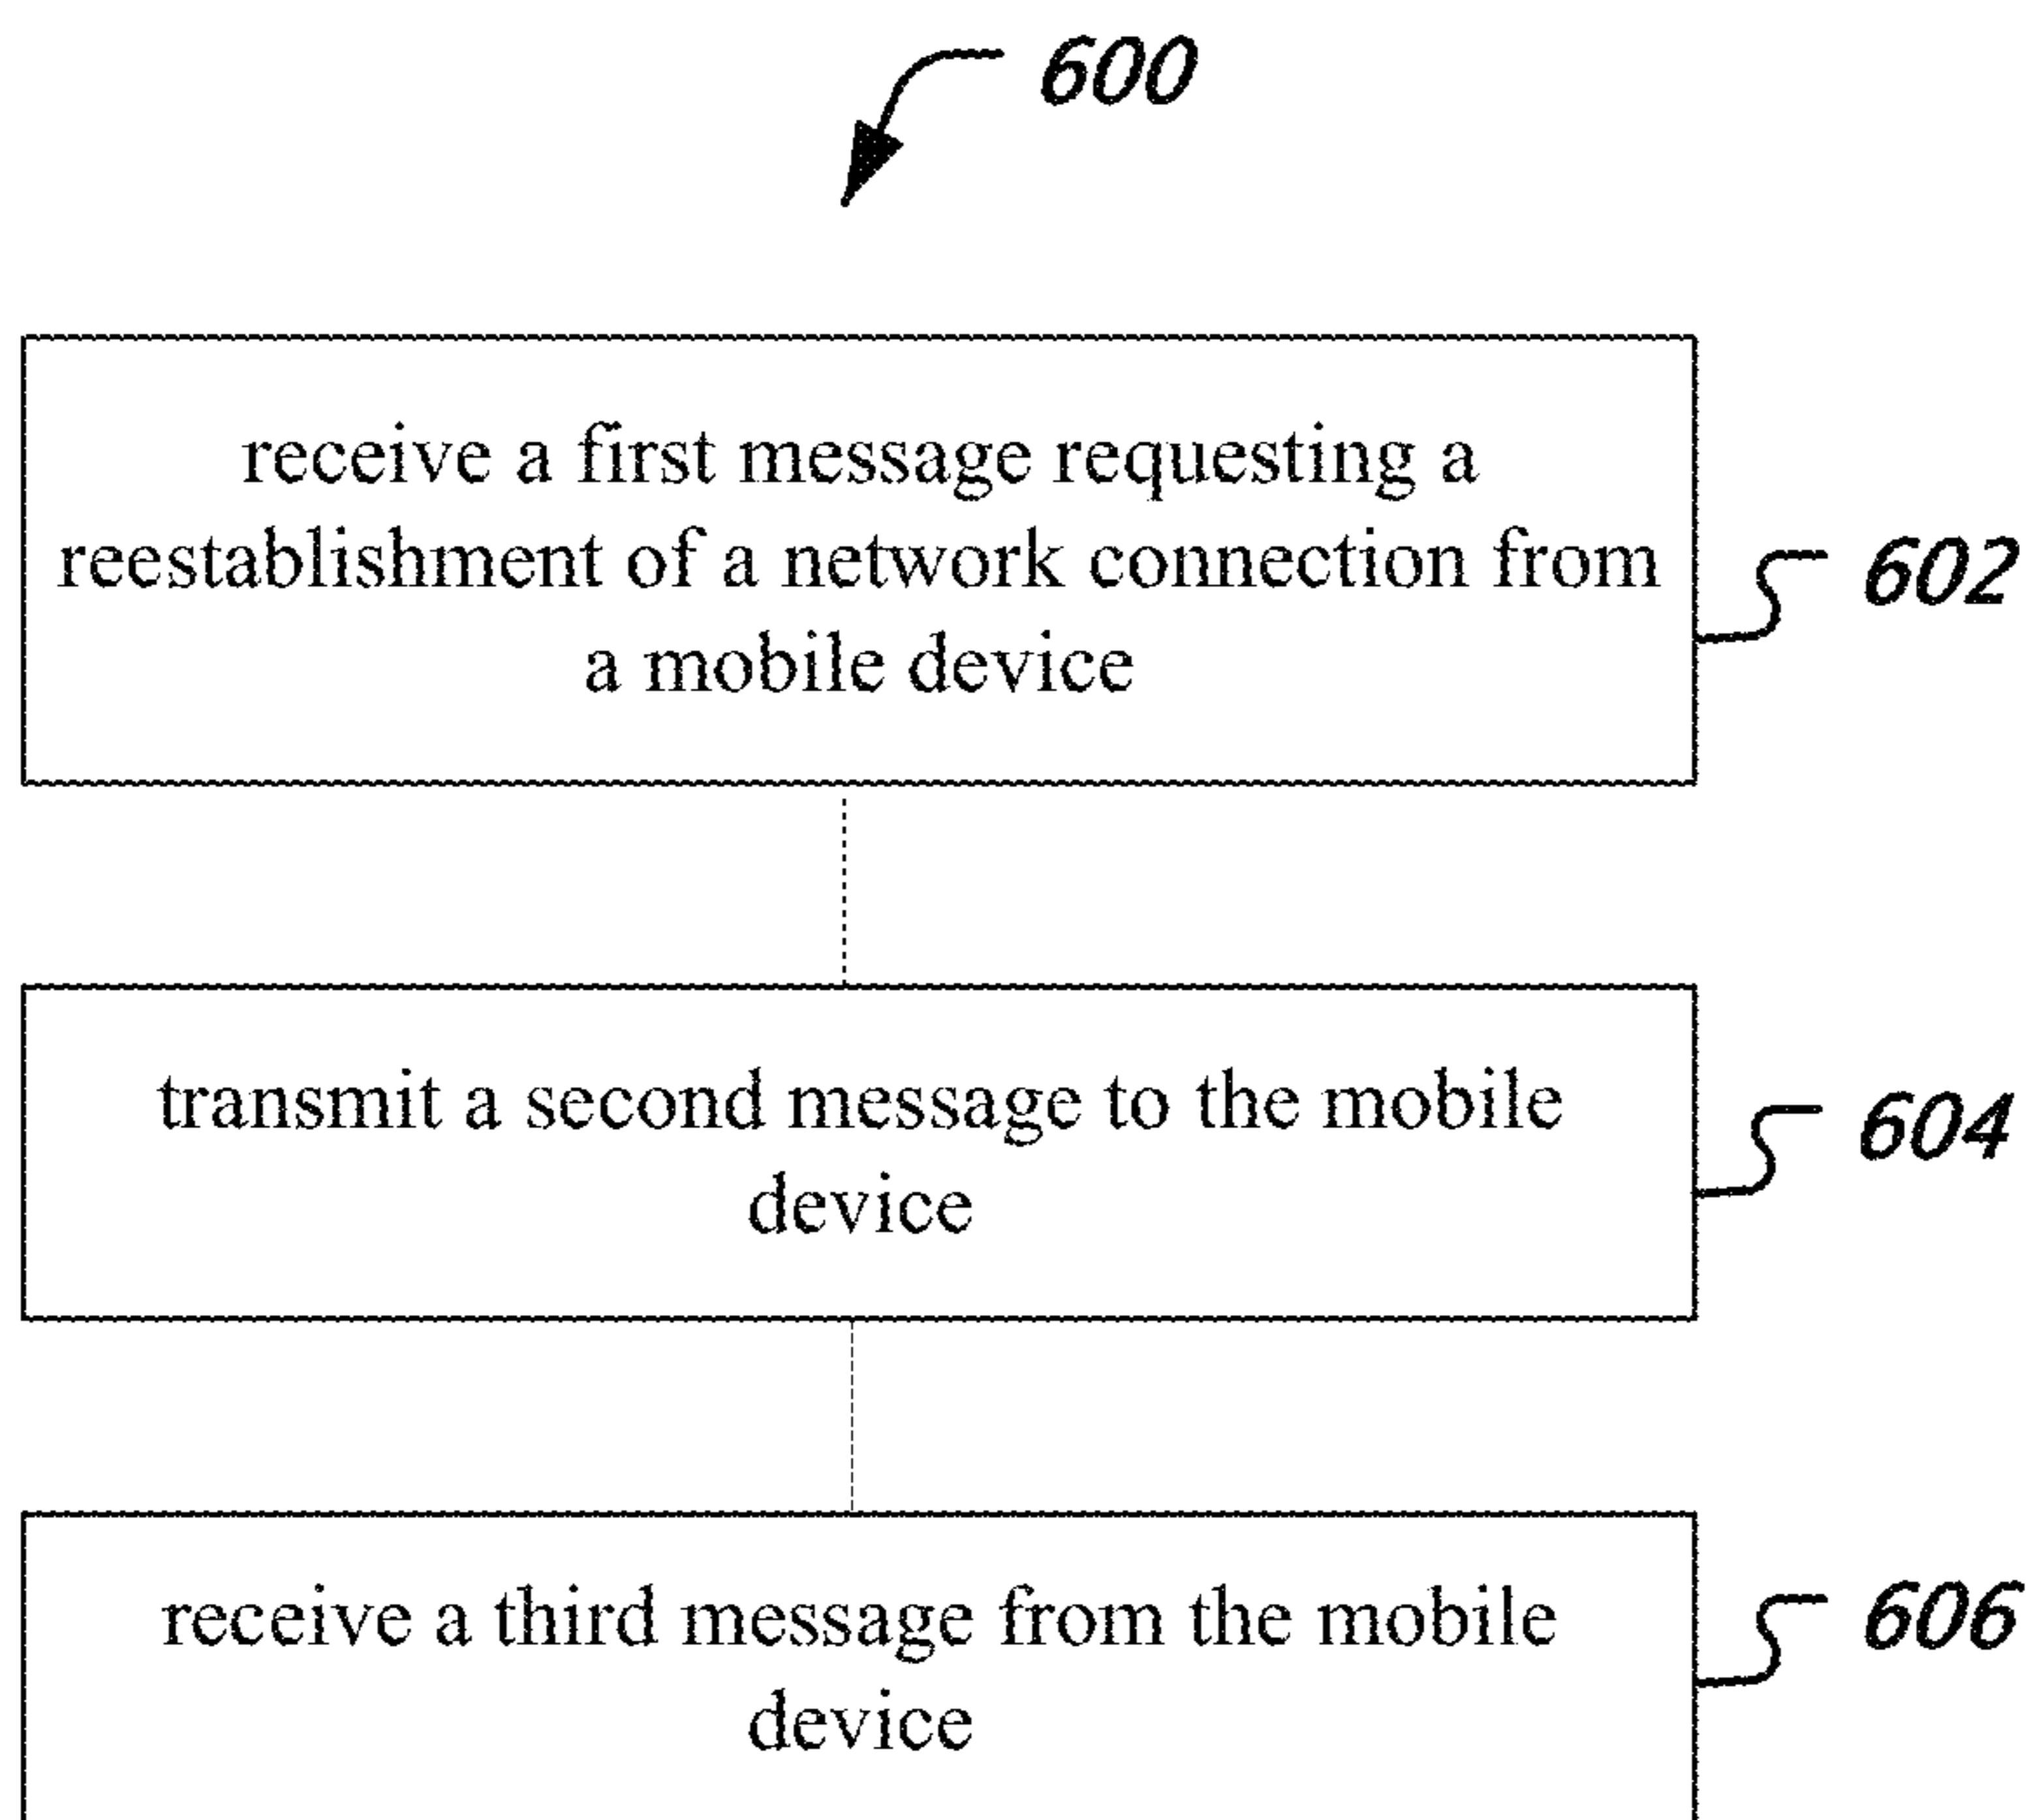 600
receive a first message requesting a
reestablishment of a network connection from
a mobile device
602
transmit a second message to the mobile
device
604
receive a third message from the mobile
device
606